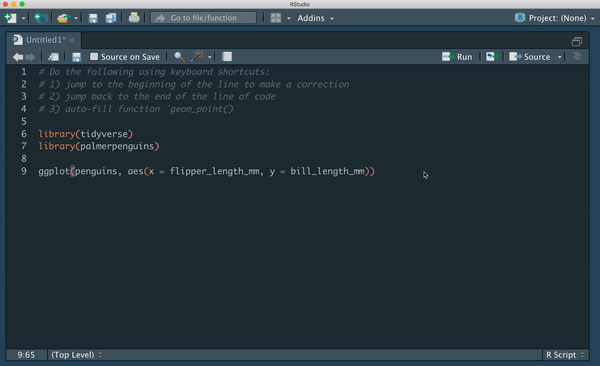 RStudio
Go to file/function
Addins
Project: (None)
Untitled1*
Source on Save
Run
Source
1 # Do the following using keyboard shortcuts:
2 # 1) jump to the beginning of the line to make a correction
3 # 2) jump back to the end of the line of code
4 # 3) auto-fill function `geom_point()`
5
6 library(tidyverse)
7 library(palmerpenguins)
8
9 ggplot(penguins, aes(x = flipper_length_mm, y = bill_length_mm))
9:65
(Top Level)
R Script